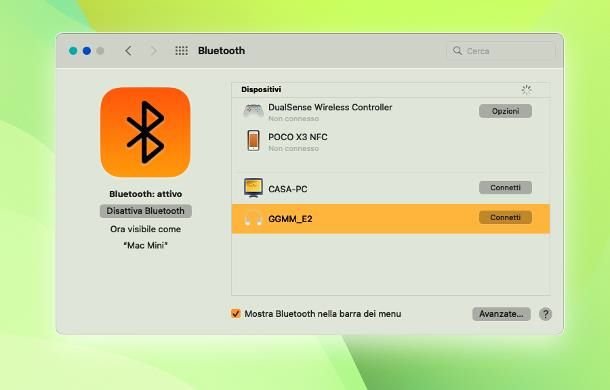 Bluetooth
Cerca
Dispositivi
DualSense Wireless Controller
Non connesso
Opzioni
POCO X3 NFC
Non connesso
CASA-PC
Connetti
GGMM_E2
Connetti
Bluetooth: attivo
Disattiva Bluetooth
Ora visibile come
"Mac Mini"
Mostra Bluetooth nella barra dei menu
Avanzate...
?